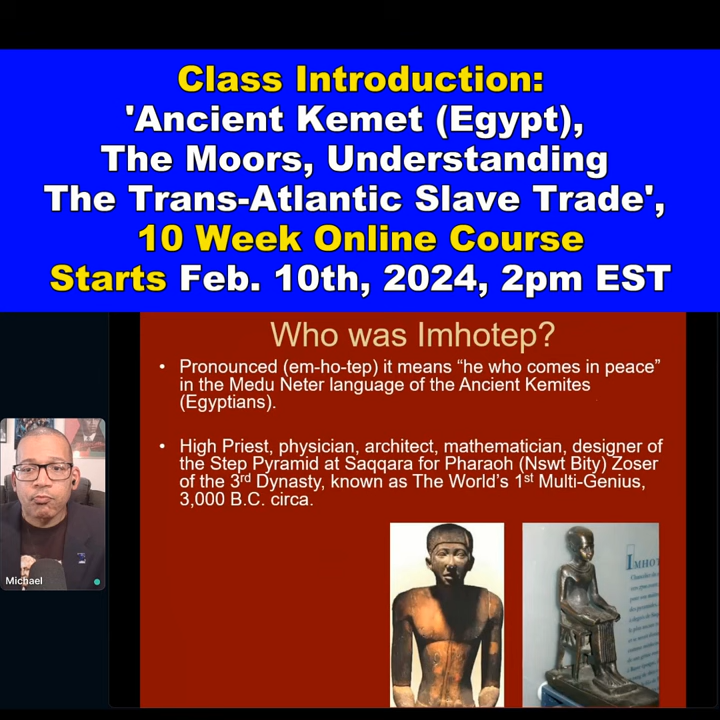 Class Introduction:
'Ancient Kemet (Egypt),
The Moors, Understanding
The Trans-Atlantic Slave Trade',
10 Week Online Course
Starts Feb. 10th, 2024, 2pm EST
Who was Imhotep?
• Pronounced (em-ho-tep) it means “he who comes in peace”
in the Medu Neter language of the Ancient Kemites
(Egyptians).
• High Priest, physician, architect, mathematician, designer of
the Step Pyramid at Saqqara for Pharaoh (Nswt Bity) Zoser
of the 3rd Dynasty, known as The World’s 1st Multi-Genius,
3,000 B.C. circa.
Michael